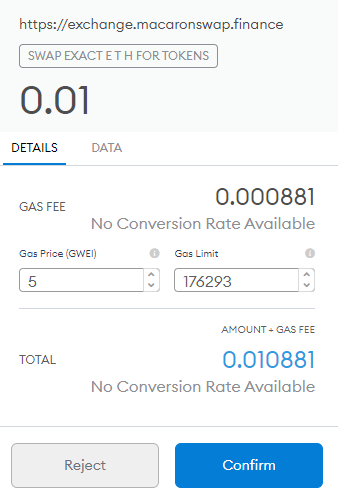 https://exchange.macaronswap.finance
SWAP EXACT E T H FOR TOKENS
0.01
DETAILS DATA
GAS FEE 0.000881
No Conversion Rate Available
Gas Price (GWEI) Gas Limit
5 176293
AMOUNT + GAS FEE
TOTAL 0.010881
No Conversion Rate Available
Reject Confirm